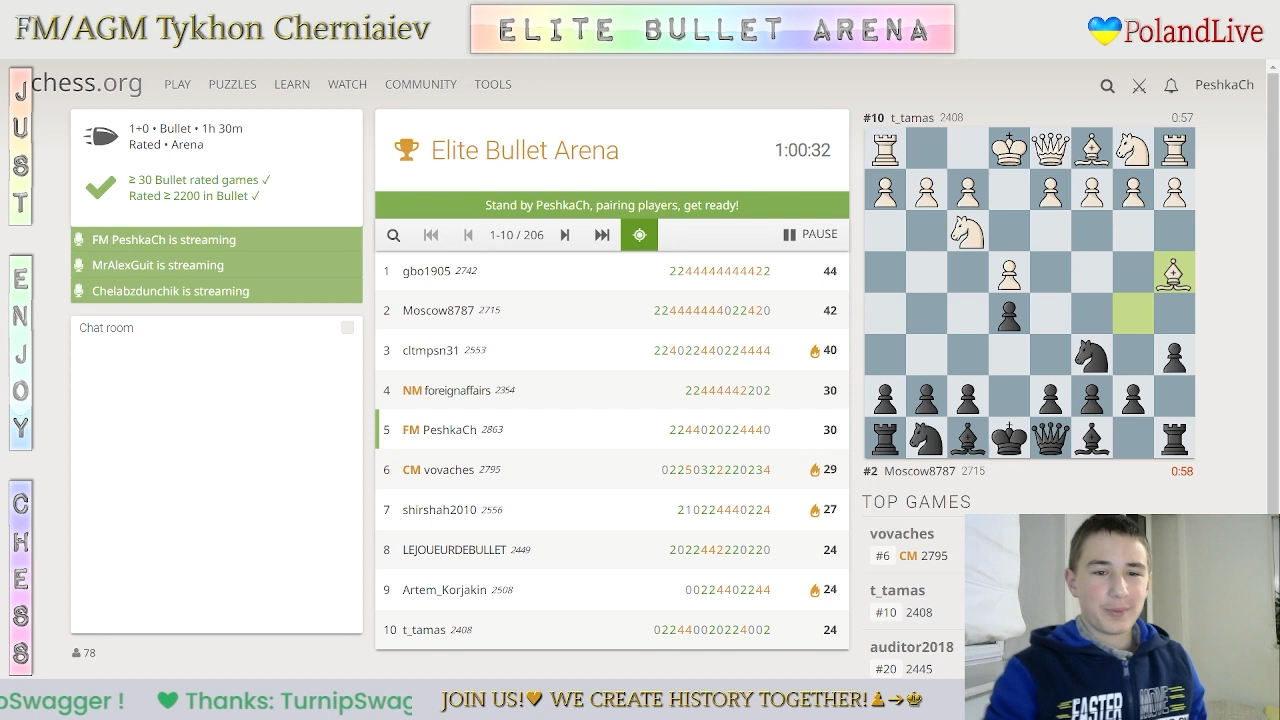 FM/AGM Tykhon Cherniaiev
ELITE BULLET ARENA
PolandLive
JUST
ENJOY
CHESS
chess.org
PLAY PUZZLES LEARN WATCH COMMUNITY TOOLS
PeshkaCh
1+0 • Bullet • 1h 30m
Rated • Arena
≥ 30 Bullet rated games ✓
Rated ≥ 2200 in Bullet ✓
FM PeshkaCh is streaming
MrAlexGuit is streaming
Chelabzdunchik is streaming
Chat room
78
Elite Bullet Arena 1:00:32
Stand by PeshkaCh, pairing players, get ready!
1-10 / 206 PAUSE
1 gbo1905 2742 2244444444422 44
2 Moscow8787 2715 224444444022420 42
3 cltmpsn31 2553 224022440224444 40
4 NM foreignaffairs 2354 22444442202 30
5 FM PeshkaCh 2863 2244020224440 30
6 CM vovaches 2795 02250322220234 29
7 shirshah2010 2556 210224440224 27
8 LEJOUEURDEBULLET 2449 2022442220220 24
9 Artem_Korjakin 2508 00224402244 24
10 t_tamas 2408 022440020224002 24
#10 t_tamas 2408 0:57
#2 Moscow8787 2715 0:58
TOP GAMES
vovaches
#6 CM 2795
t_tamas
#10 2408
auditor2018
#20 2445
FASTER
MOVE
pSwagger ! Thanks: TurnipSwag
JOIN US!♥ WE CREATE HISTORY TOGETHER!♟→♚